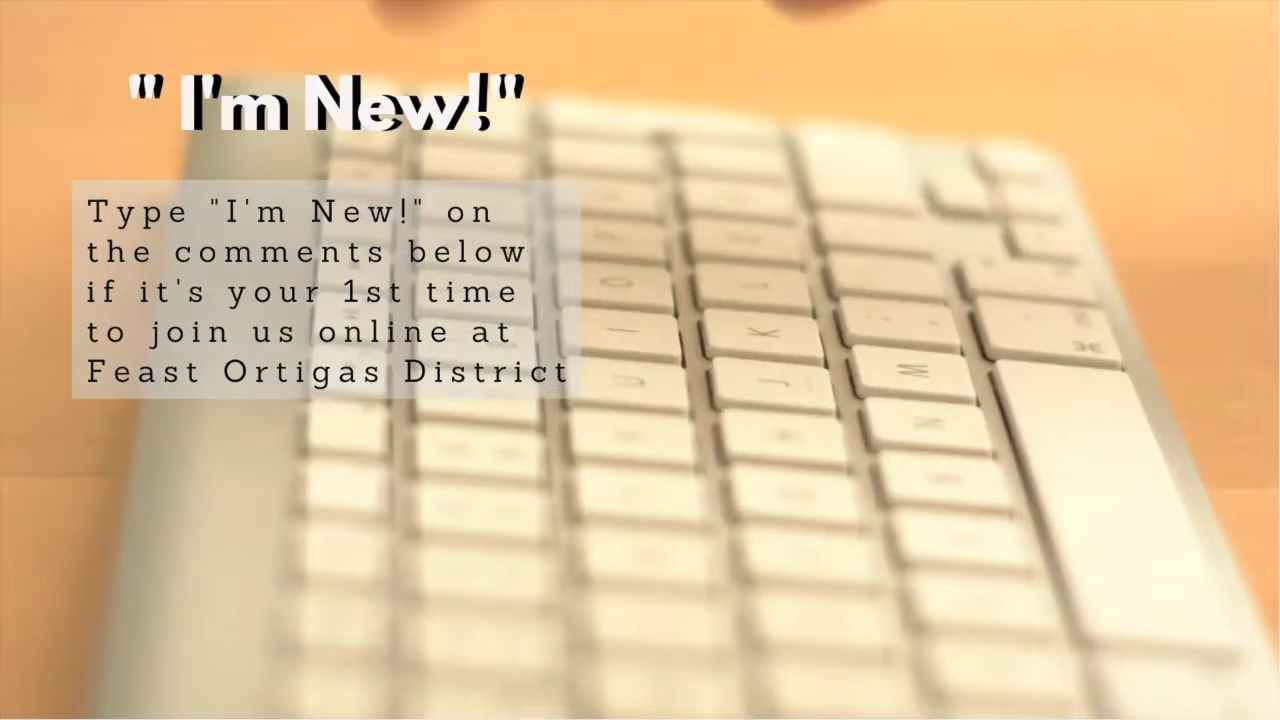 " I'm New!"
Type "I'm New!" on
the comments below
if it's your 1st time
to join us online at
Feast Ortigas District
O
L
I
K
U
J
M
N
⌘